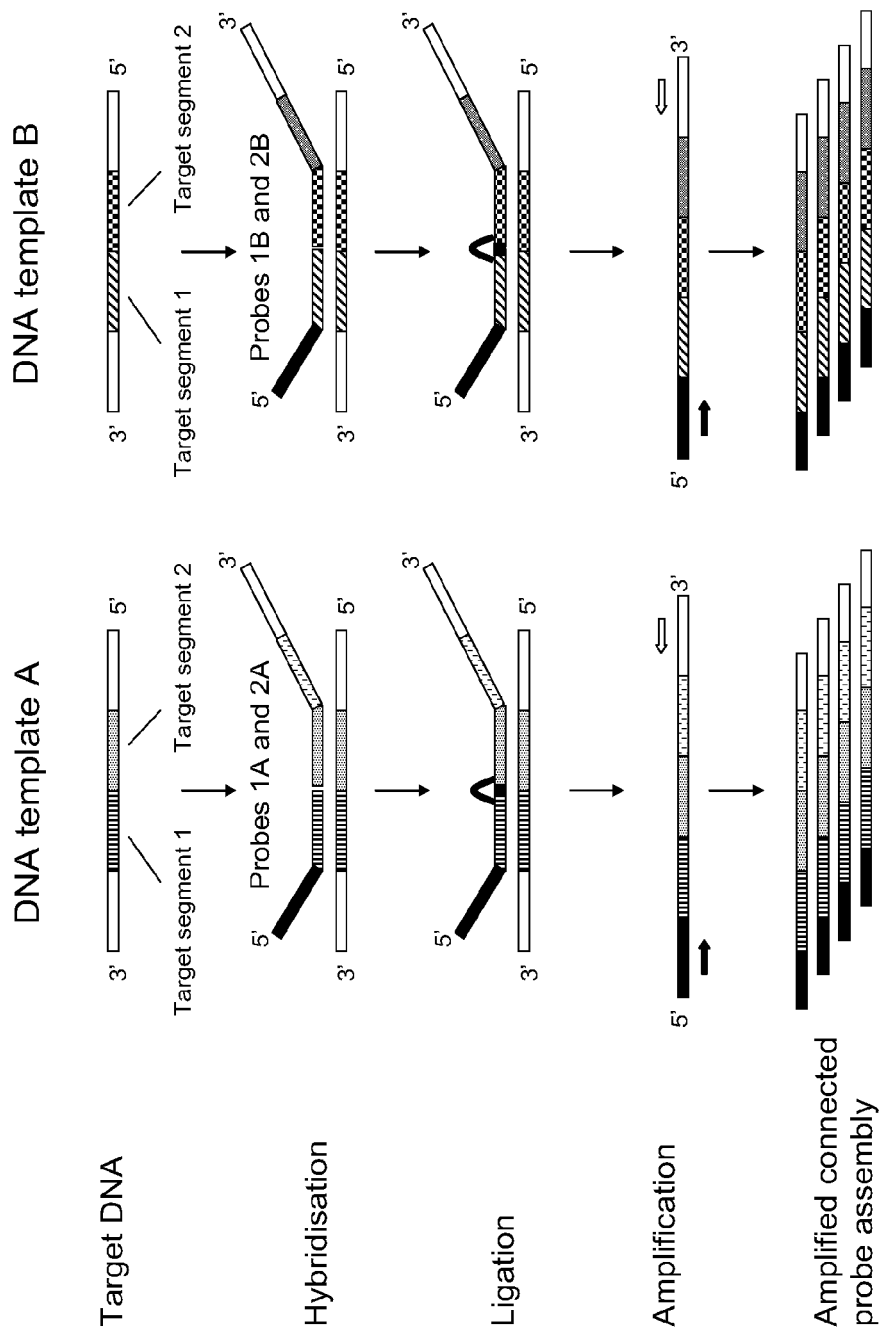 DNA template A
DNA template B
Target DNA
3'
5'
Target segment 1
Target segment 2
3'
5'
Target segment 1
Target segment 2
Hybridisation
5'
3'
Probes 1A and 2A
3'
5'
5'
3'
Probes 1B and 2B
3'
5'
Ligation
5'
3'
3'
5'
5'
3'
3'
5'
Amplification
5'
3'
5'
3'
Amplified connected
probe assembly